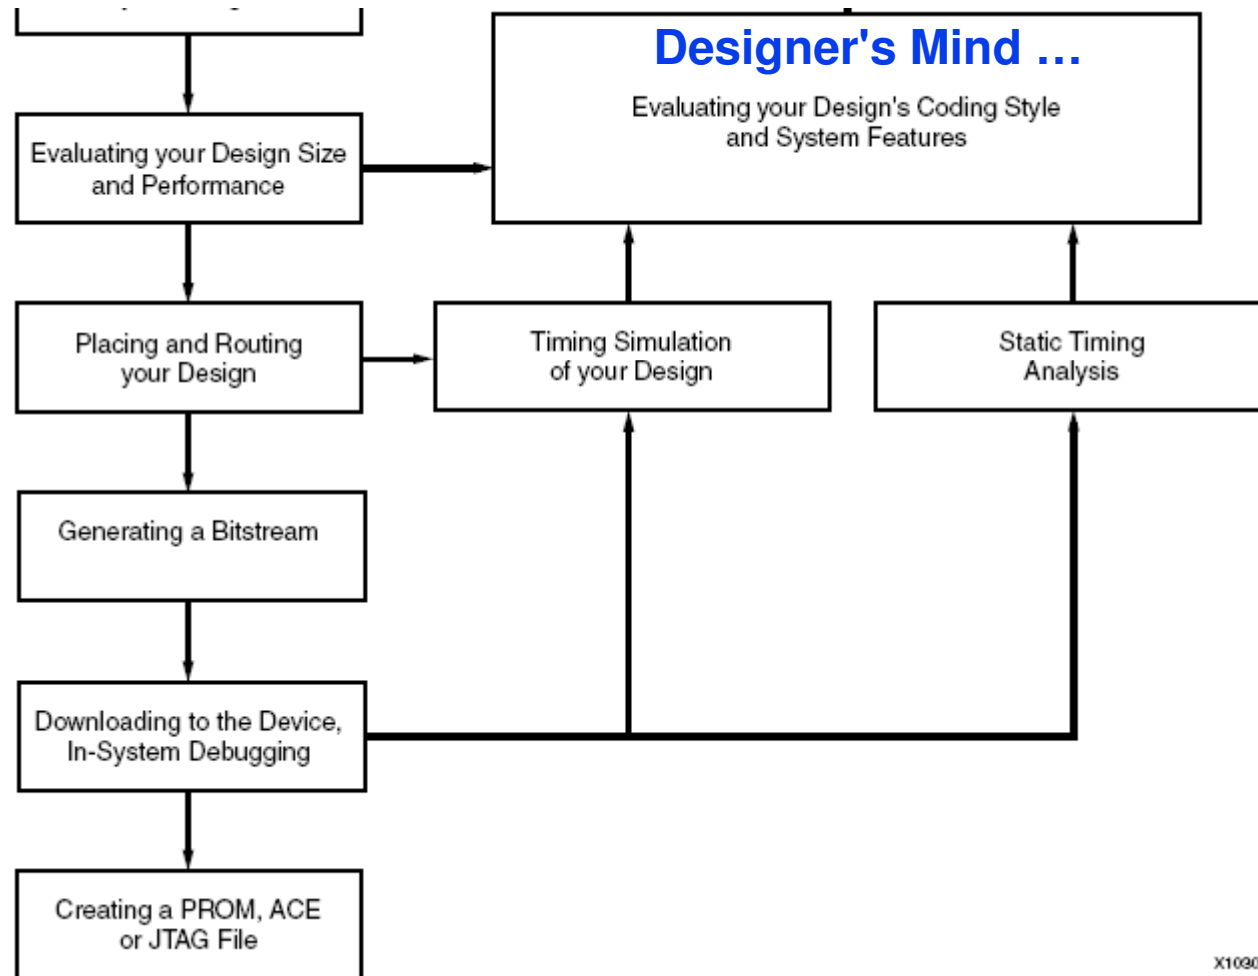 Designer's Mind …
Evaluating your Design's Coding Style
and System Features
Evaluating your Design Size
and Performance
Placing and Routing
your Design
Timing Simulation
of your Design
Static Timing
Analysis
Generating a Bitstream
Downloading to the Device,
In-System Debugging
Creating a PROM, ACE
or JTAG File